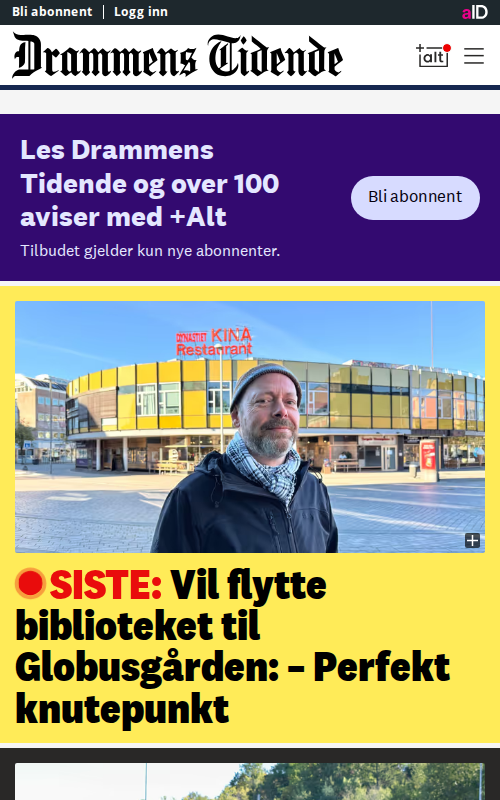 Bli abonnent | Logg inn
aID
Drammens Tidende
+alt
Les Drammens
Tidende og over 100
aviser med +Alt
Bli abonnent
Tilbudet gjelder kun nye abonnenter.
DYNASTIET KINA
Restaurant
SISTE: Vil flytte
biblioteket til
Globusgården: – Perfekt
knutepunkt